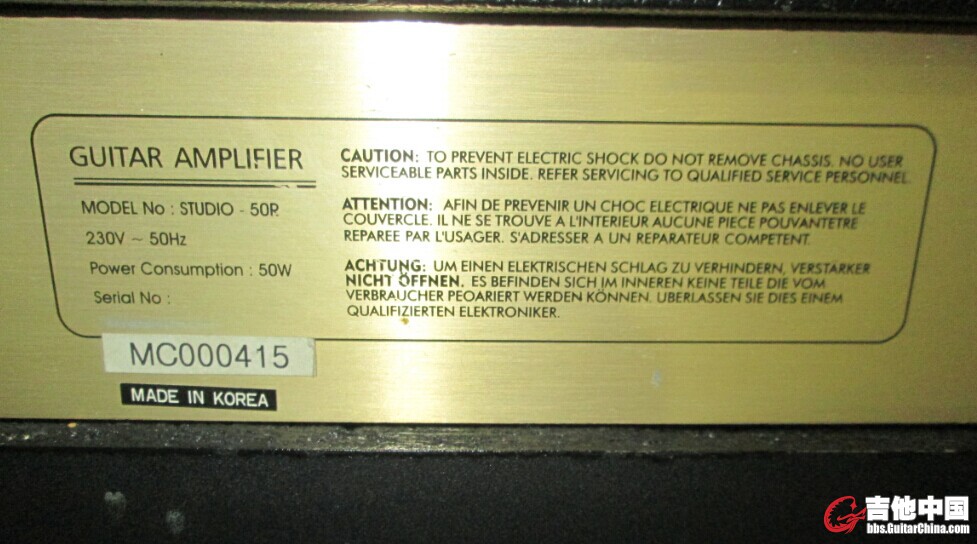 GUITAR AMPLIFIER
MODEL No : STUDIO - 50R
230V ~ 50Hz
Power Consumption : 50W
Serial No :
MC000415
MADE IN KOREA
CAUTION: TO PREVENT ELECTRIC SHOCK DO NOT REMOVE CHASSIS. NO USER
SERVICEABLE PARTS INSIDE. REFER SERVICING TO QUALIFIED SERVICE PERSONNEL.
ATTENTION: AFIN DE PREVENIR UN CHOC ELECTRIQUE NE PAS ENLEVER LE
COUVERCLE. IL NE SE TROUVE A L'INTERIEUR AUCUNE PIECE POUVANTETRE
REPAREE PAR L'USAGER. S'ADRESSER A UN REPARATEUR COMPETENT.
ACHTUNG: UM EINEN ELEKTRISCHEN SCHLAG ZU VERHINDERN, VERSTARKER
NICHT ÖFFNEN. ES BEFINDEN SICH IM INNEREN KEINE TEILE DIE VOM
VERBRAUCHER PEOARIERT WERDEN KÖNNEN. UBERLASSEN SIE DIES EINEM
QUALIFIZIERTEN ELEKTRONIKER.
吉他中国
bbs.GuitarChina.com